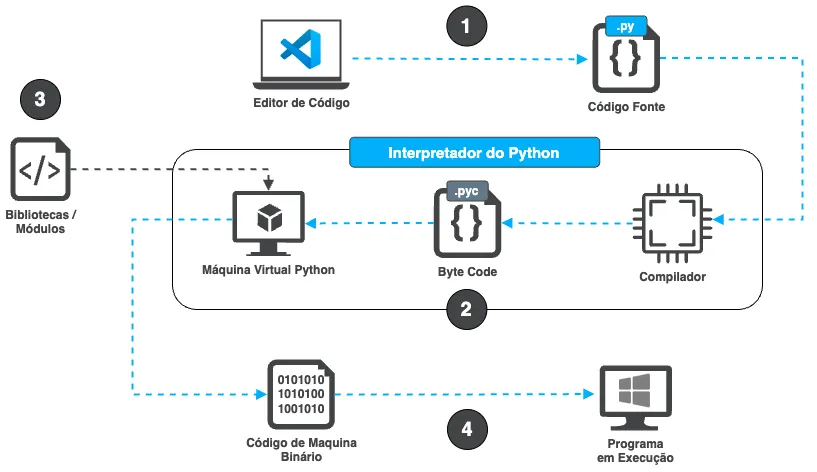 1
.py
{}
Editor de Código
Código Fonte
3
</>
Bibliotecas /
Módulos
Interpretador do Python
.pyc
{}
Máquina Virtual Python
Byte Code
Compilador
2
0101010
1010100
1001010
Código de Maquina
Binário
4
Programa
em Execução